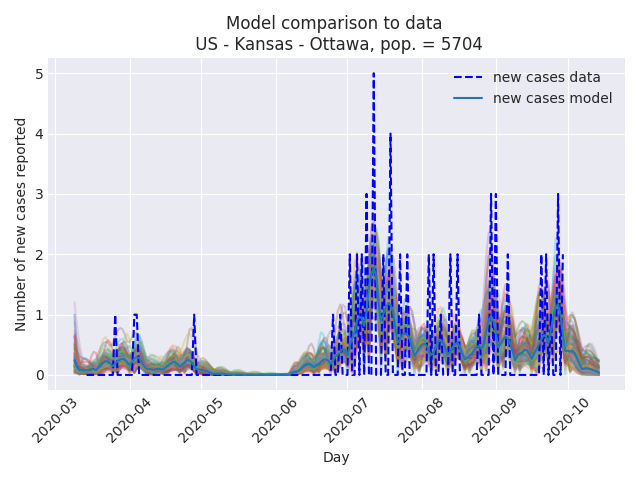 Model comparison to data
US - Kansas - Ottawa, pop. = 5704
new cases data
new cases model
Number of new cases reported
5
4
3
2
1
0
2020-03
2020-04
2020-05
2020-06
2020-07
2020-08
2020-09
2020-10
Day